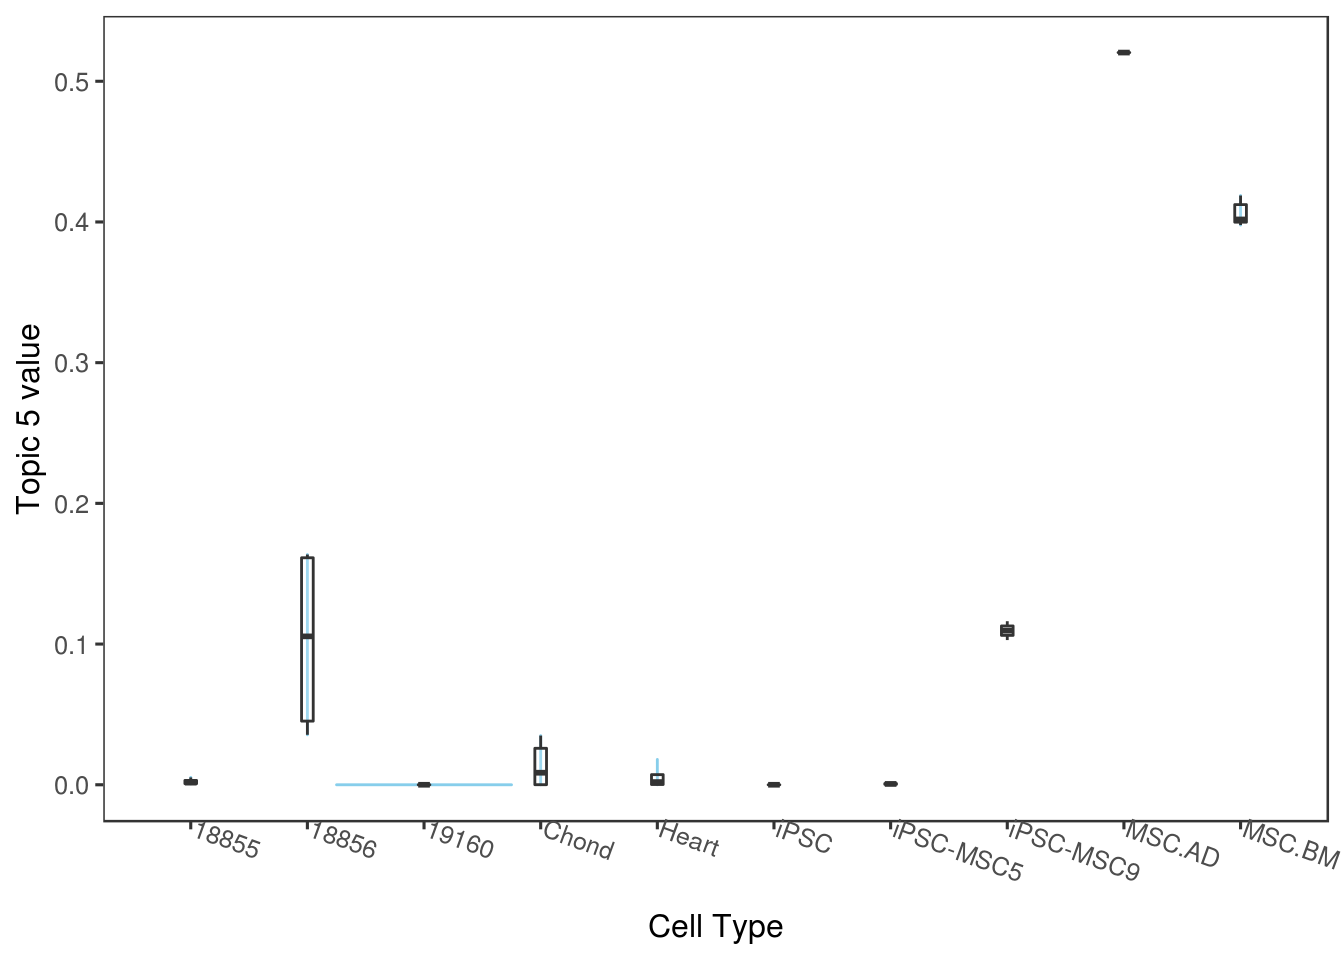 0.5
0.4
0.3
0.2
0.1
0.0
Topic 5 value
18855
18856
19160
Chond
Heart
iPSC
iPSC-MSC5
iPSC-MSC9
MSC.AD
MSC.BM
Cell Type